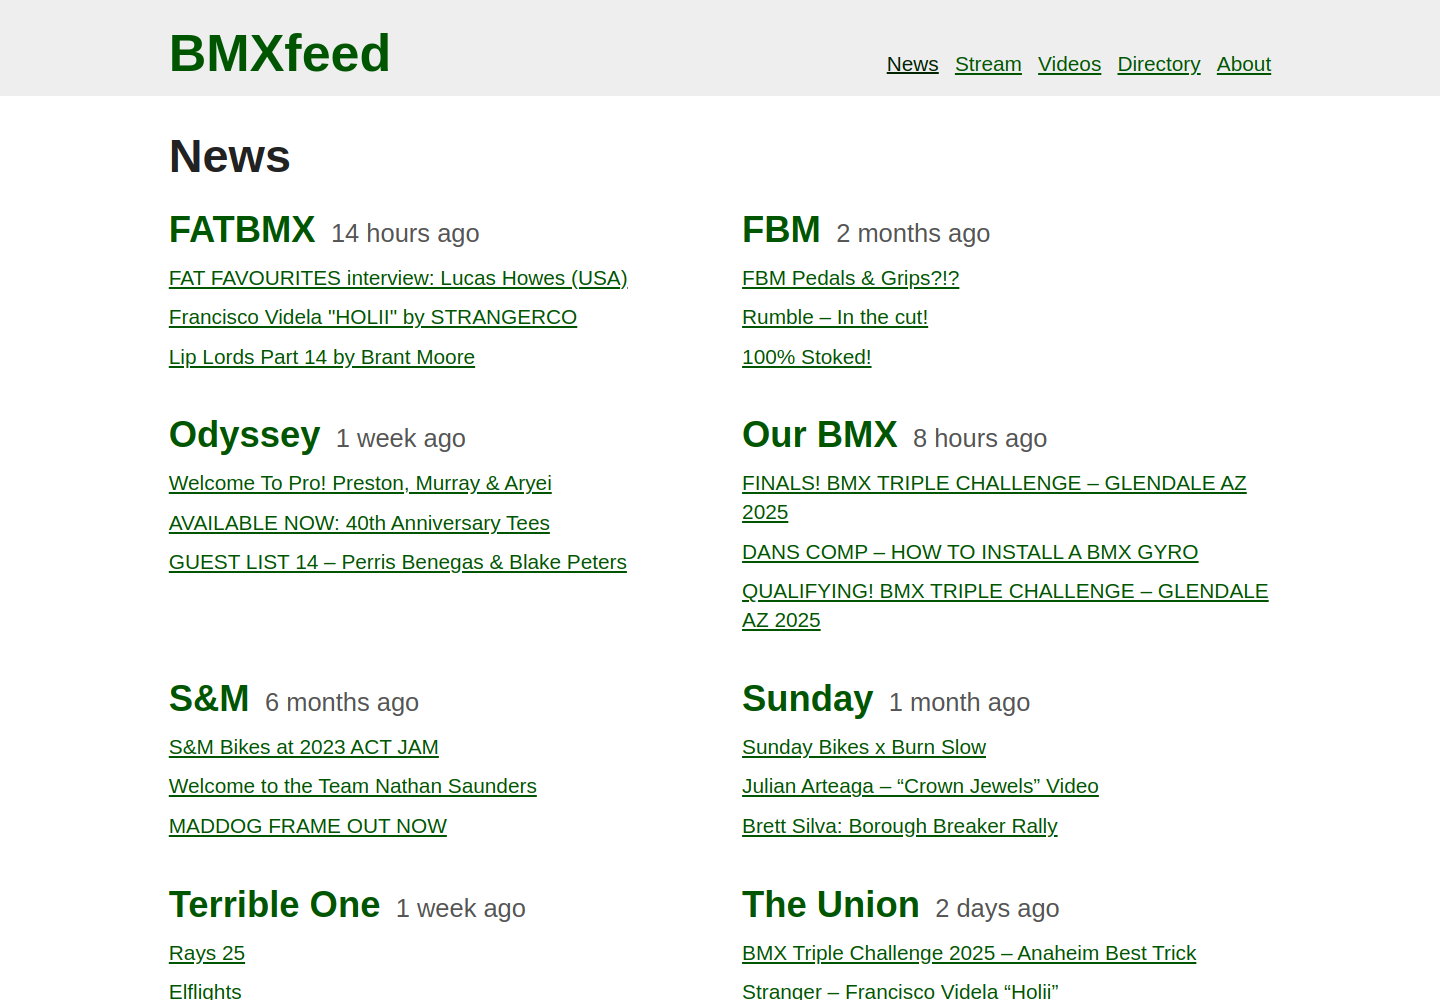 BMXfeed
News Stream Videos Directory About
News
FATBMX 14 hours ago
FAT FAVOURITES interview: Lucas Howes (USA)
Francisco Videla "HOLII" by STRANGERCO
Lip Lords Part 14 by Brant Moore
FBM 2 months ago
FBM Pedals & Grips?!?
Rumble – In the cut!
100% Stoked!
Odyssey 1 week ago
Welcome To Pro! Preston, Murray & Aryei
AVAILABLE NOW: 40th Anniversary Tees
GUEST LIST 14 – Perris Benegas & Blake Peters
Our BMX 8 hours ago
FINALS! BMX TRIPLE CHALLENGE – GLENDALE AZ
2025
DANS COMP – HOW TO INSTALL A BMX GYRO
QUALIFYING! BMX TRIPLE CHALLENGE – GLENDALE
AZ 2025
S&M 6 months ago
S&M Bikes at 2023 ACT JAM
Welcome to the Team Nathan Saunders
MADDOG FRAME OUT NOW
Sunday 1 month ago
Sunday Bikes x Burn Slow
Julian Arteaga – “Crown Jewels” Video
Brett Silva: Borough Breaker Rally
Terrible One 1 week ago
Rays 25
Elflights
The Union 2 days ago
BMX Triple Challenge 2025 – Anaheim Best Trick
Stranger – Francisco Videla “Holii”